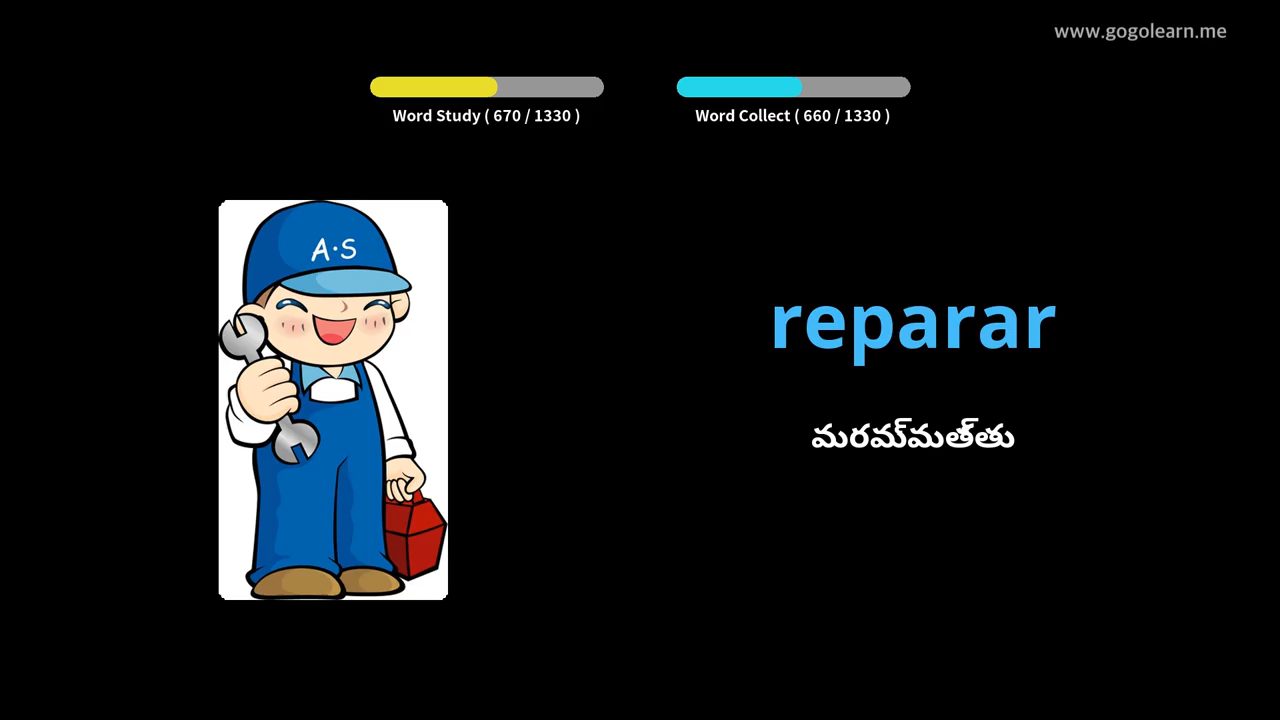 www.gogolearn.me
Word Study ( 670 / 1330 )
Word Collect ( 660 / 1330 )
A·S
reparar
మరమ్మత్తు